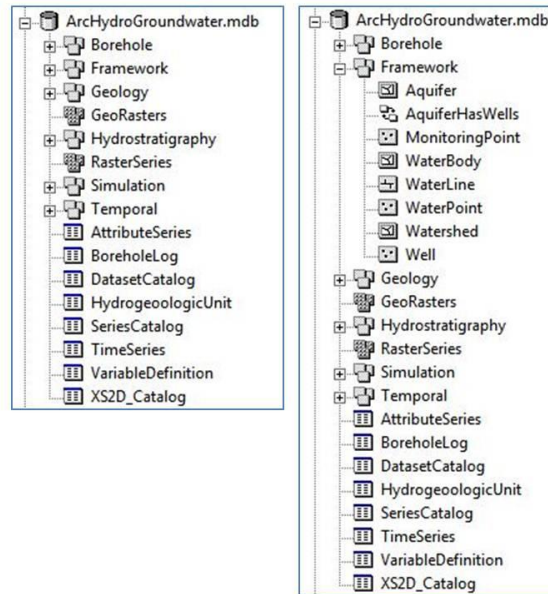 ArcHydroGroundwater.mdb
Borehole
Framework
Geology
GeoRasters
Hydrostratigraphy
RasterSeries
Simulation
Temporal
AttributeSeries
BoreholeLog
DatasetCatalog
HydrogeoologicUnit
SeriesCatalog
TimeSeries
VariableDefinition
XS2D_Catalog
ArcHydroGroundwater.mdb
Borehole
Framework
Aquifer
AquiferHasWells
MonitoringPoint
WaterBody
WaterLine
WaterPoint
Watershed
Well
Geology
GeoRasters
Hydrostratigraphy
RasterSeries
Simulation
Temporal
AttributeSeries
BoreholeLog
DatasetCatalog
HydrogeoologicUnit
SeriesCatalog
TimeSeries
VariableDefinition
XS2D_Catalog